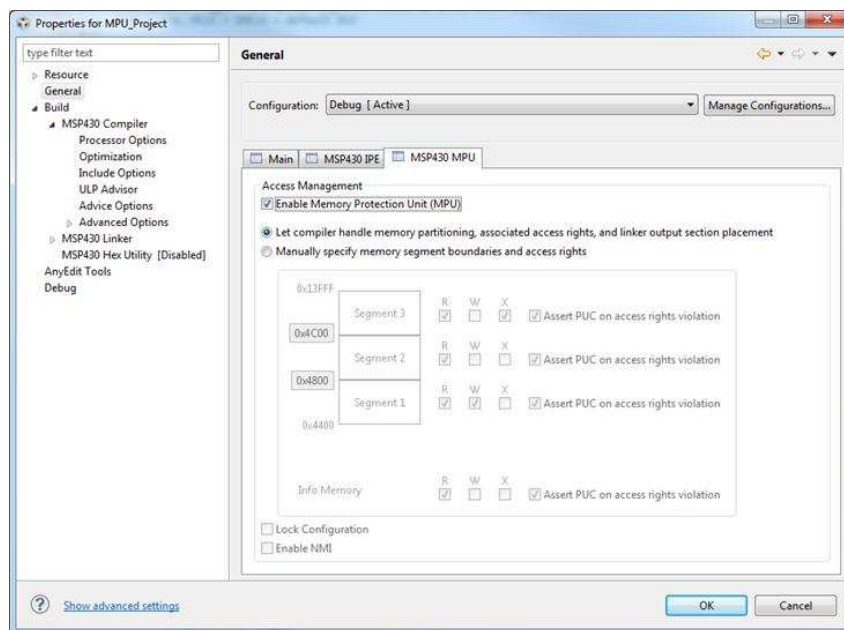 Properties for MPU_Project
type filter text
General
Resource
General
Build
MSP430 Compiler
Processor Options
Optimization
Include Options
ULP Advisor
Advice Options
Advanced Options
MSP430 Linker
MSP430 Hex Utility [Disabled]
AnyEdit Tools
Debug
Configuration: Debug [ Active ] Manage Configurations...
Main MSP430 IPE MSP430 MPU
Access Management
Enable Memory Protection Unit (MPU)
Let compiler handle memory partitioning, associated access rights, and linker output section placement
Manually specify memory segment boundaries and access rights
0x13FFF
R W X
Segment 3 Assert PUC on access rights violation
0x4C00
R W X
Segment 2 Assert PUC on access rights violation
0x4800
R W X
Segment 1 Assert PUC on access rights violation
0x4400
R W X
Info Memory Assert PUC on access rights violation
Lock Configuration
Enable NMI
? Show advanced settings OK Cancel